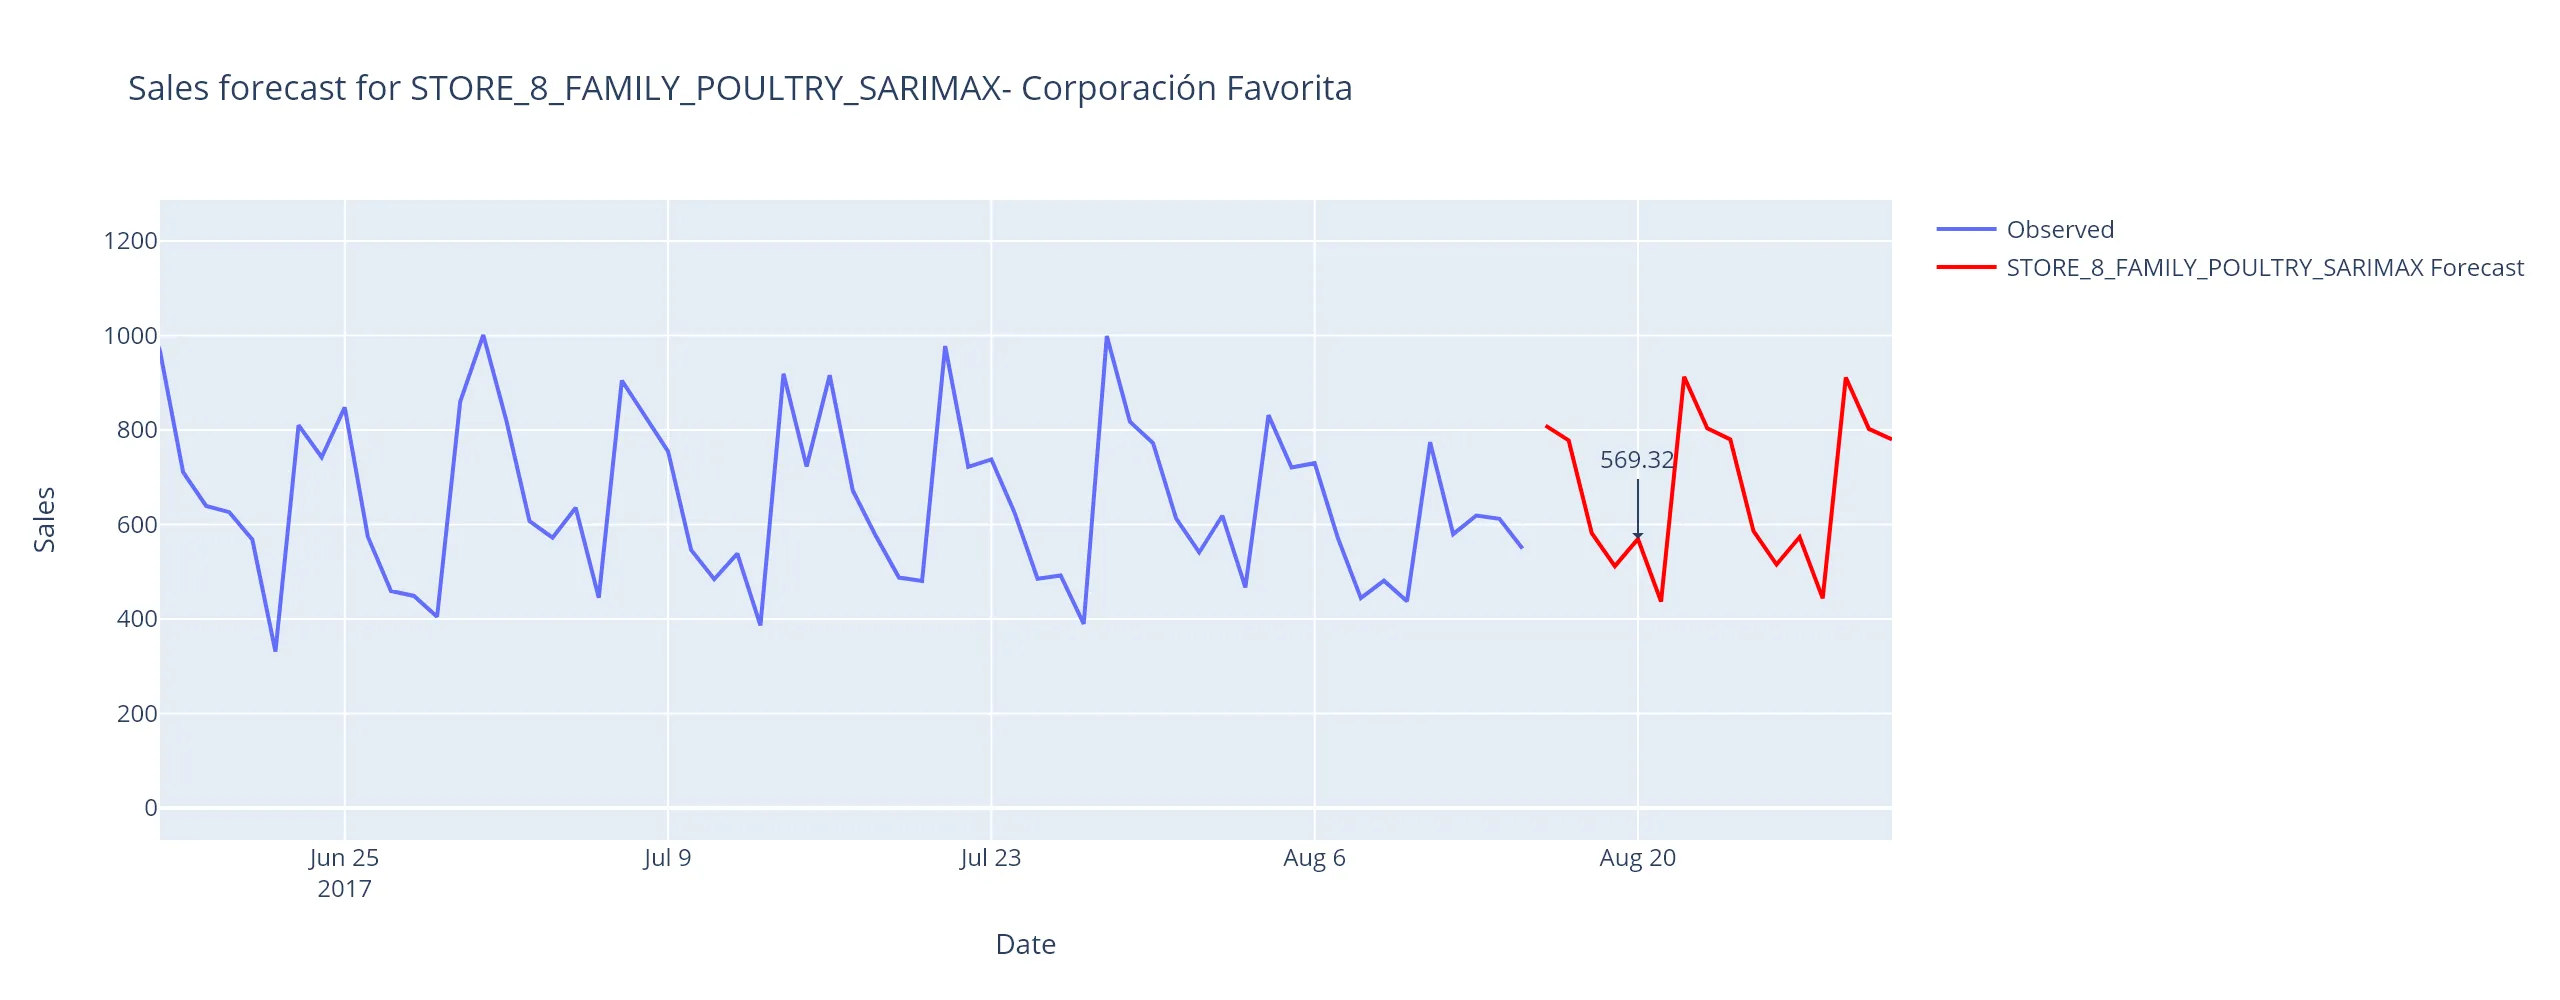 Sales forecast for STORE_8_FAMILY_POULTRY_SARIMAX- Corporación Favorita
Observed
STORE_8_FAMILY_POULTRY_SARIMAX Forecast
1200
1000
800
600
400
200
0
Sales
569.32
Jun 25
2017
Jul 9
Jul 23
Aug 6
Aug 20
Date